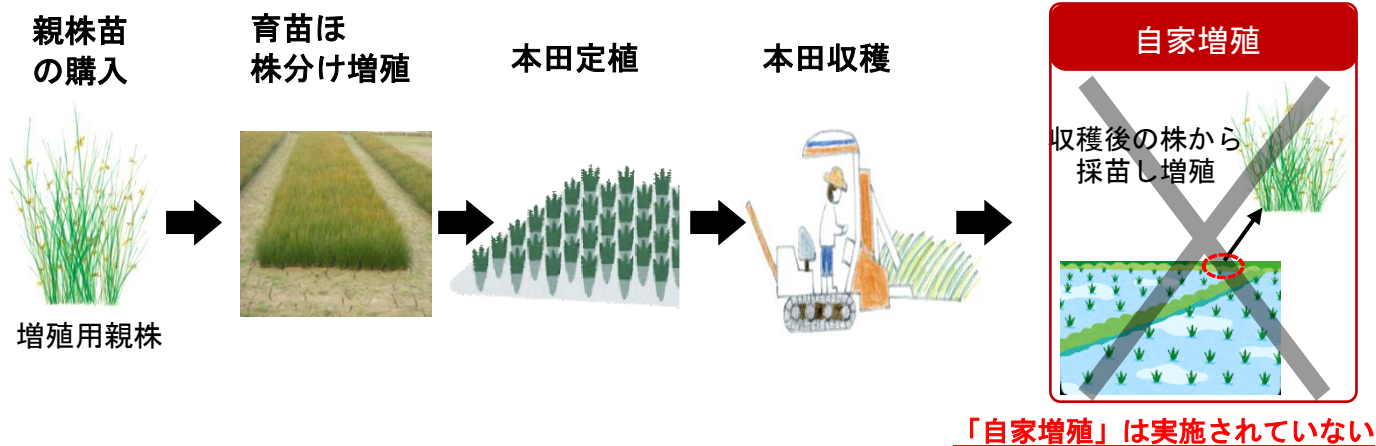 親株苗
の購入
育苗ほ
株分け増殖
本田定植
本田収穫
自家増殖
収穫後の株から
採苗し増殖
増殖用親株
「自家増殖」は実施されていない